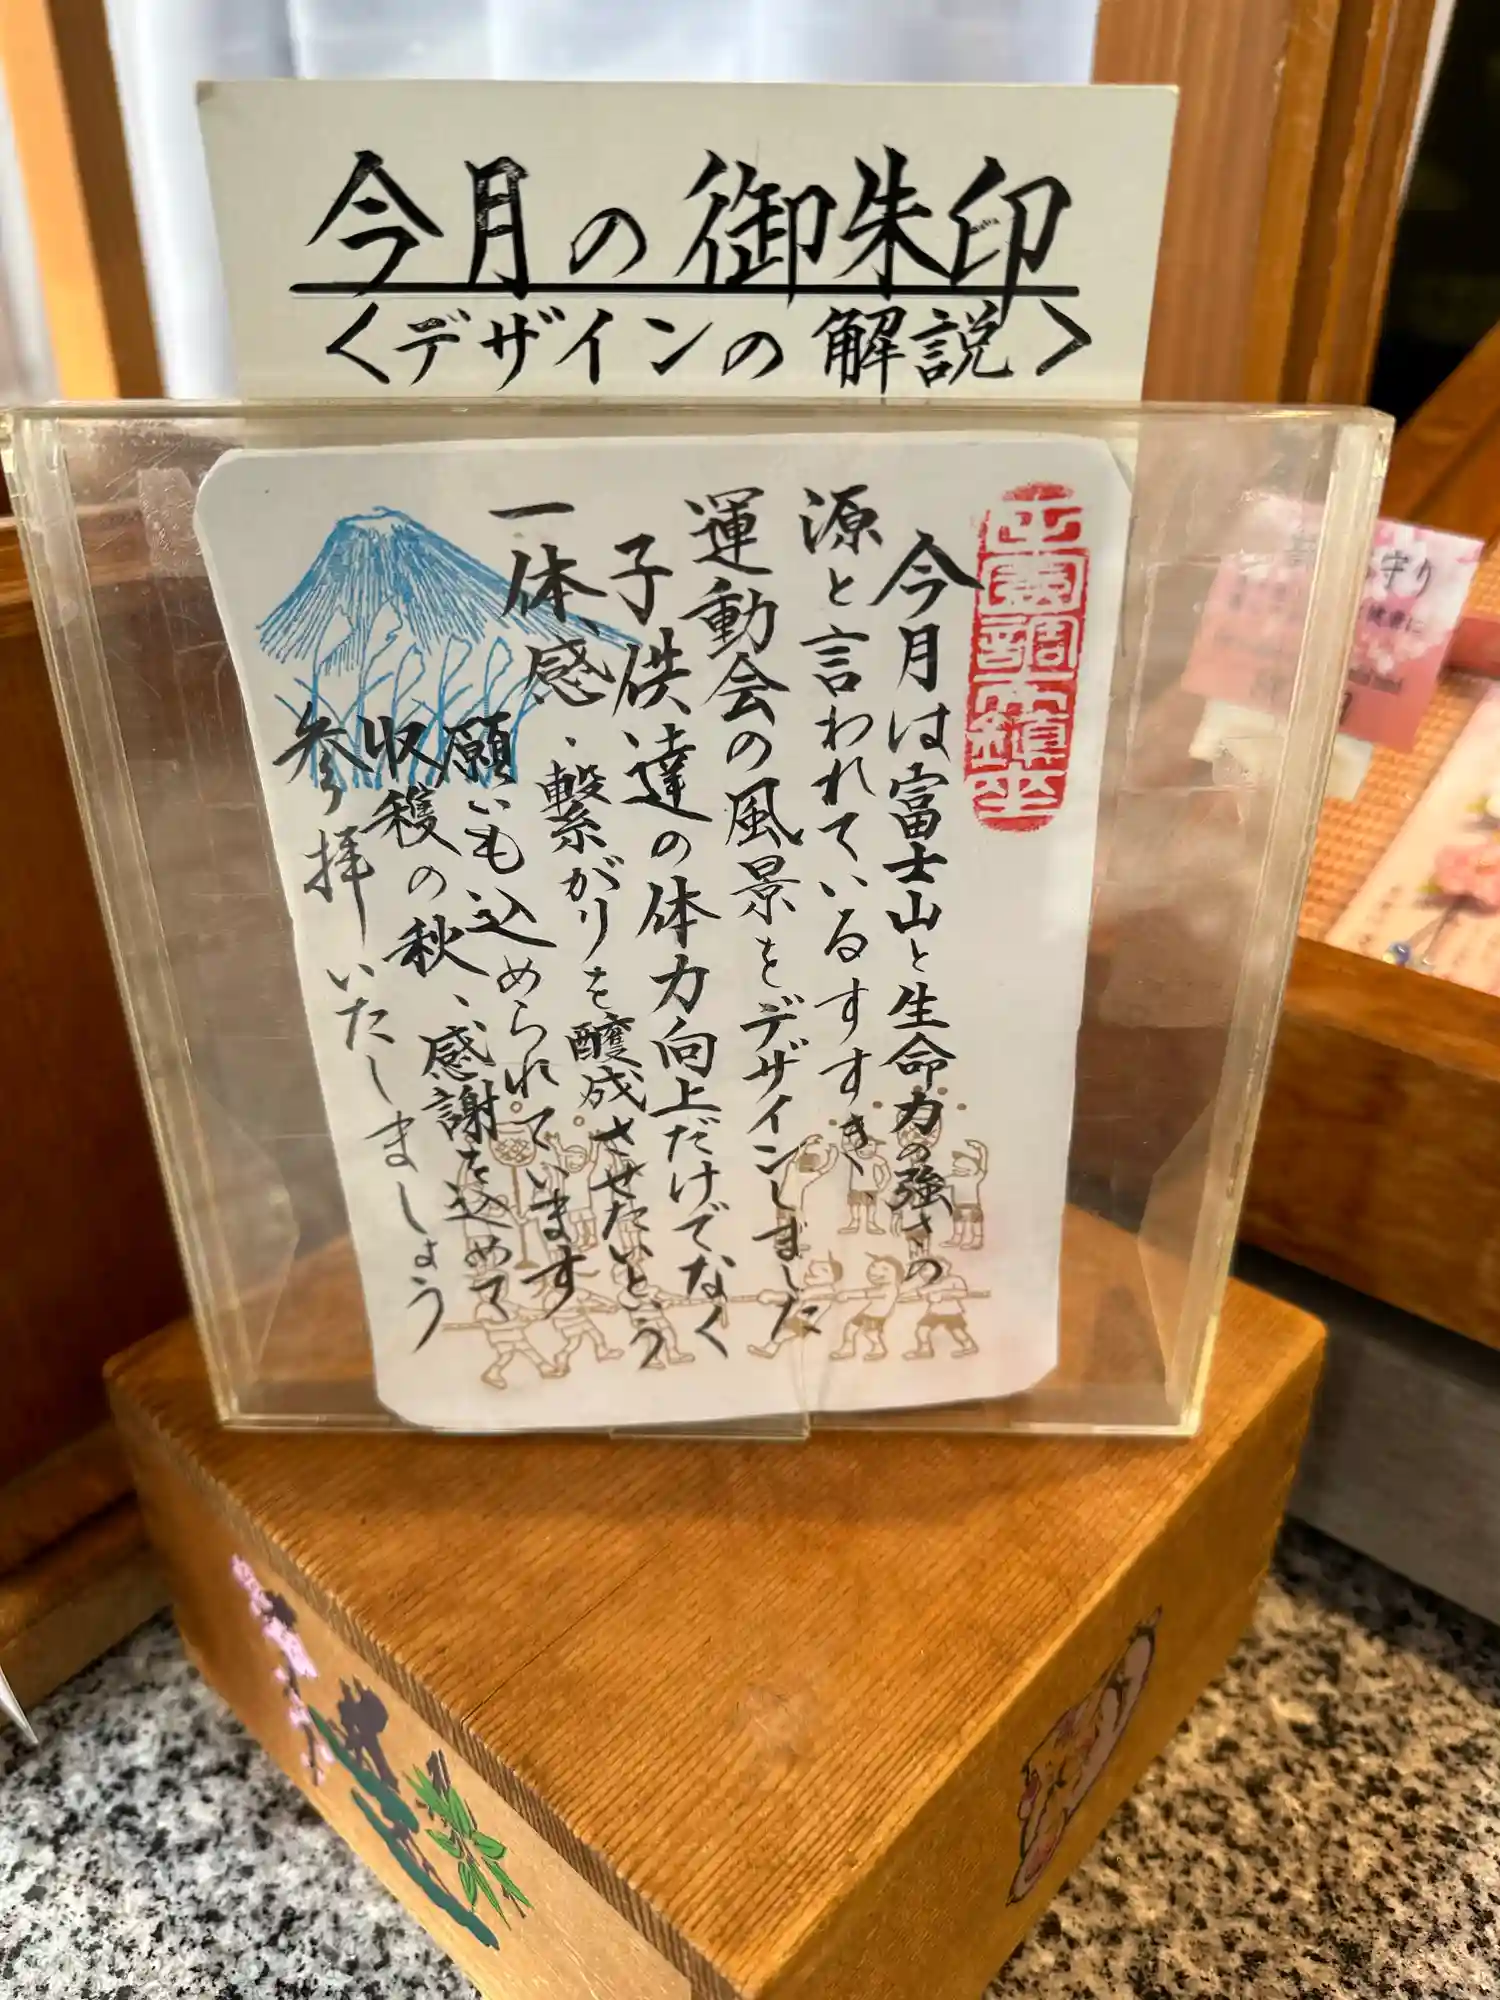 今月の御朱印
<デザインの解説>
今月は富士山と生命力の強さの
源と言われているすすき、
運動会の風景をデザインしました
子供達の体力向上だけでなく
一体感、繋がりを醸成させたいという
願いも込められています
収穫の秋、感謝を込めて
参拝いたしましょう
守り